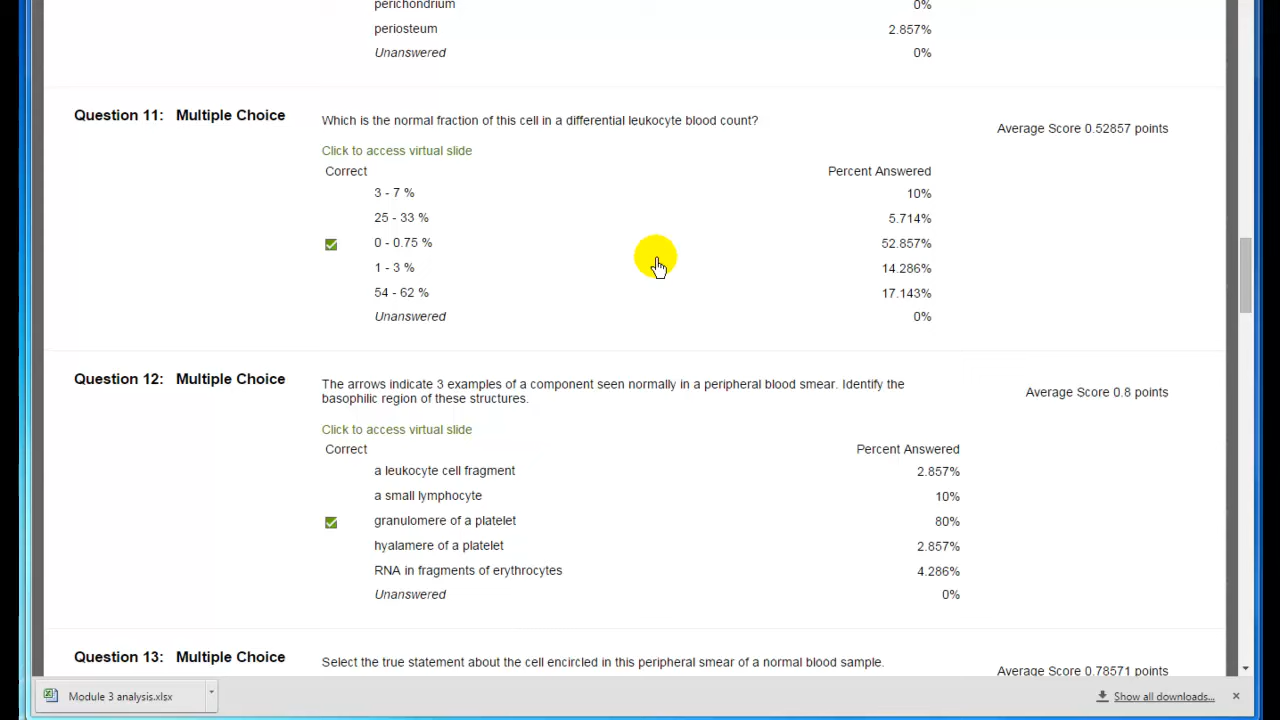 perichondrium 0%
periosteum 2.857%
Unanswered 0%
Question 11: Multiple Choice
Which is the normal fraction of this cell in a differential leukocyte blood count?
Average Score 0.52857 points
Click to access virtual slide
Correct Percent Answered
3 - 7 % 10%
25 - 33 % 5.714%
0 - 0.75 % 52.857%
1 - 3 % 14.286%
54 - 62 % 17.143%
Unanswered 0%
Question 12: Multiple Choice
The arrows indicate 3 examples of a component seen normally in a peripheral blood smear. Identify the
basophilic region of these structures.
Average Score 0.8 points
Click to access virtual slide
Correct Percent Answered
a leukocyte cell fragment 2.857%
a small lymphocyte 10%
granulomere of a platelet 80%
hyalamere of a platelet 2.857%
RNA in fragments of erythrocytes 4.286%
Unanswered 0%
Question 13: Multiple Choice
Select the true statement about the cell encircled in this peripheral smear of a normal blood sample.
Average Score 0.78571 points
Module 3 analysis.xlsx
Show all downloads...